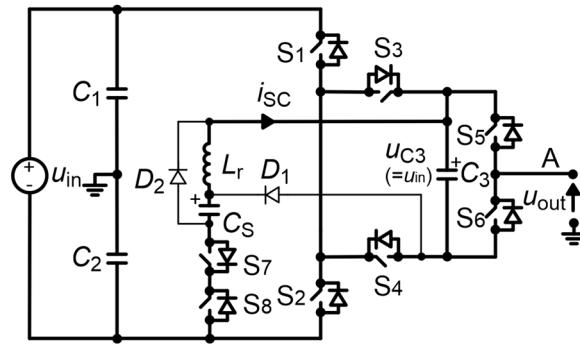 S1
S3
C1
iSC
uin
+
-
D2
Lr
D1
uC3
(=uin)
+
C3
S5
A
+
CS
S6
uout
C2
S7
S8
S2
S4